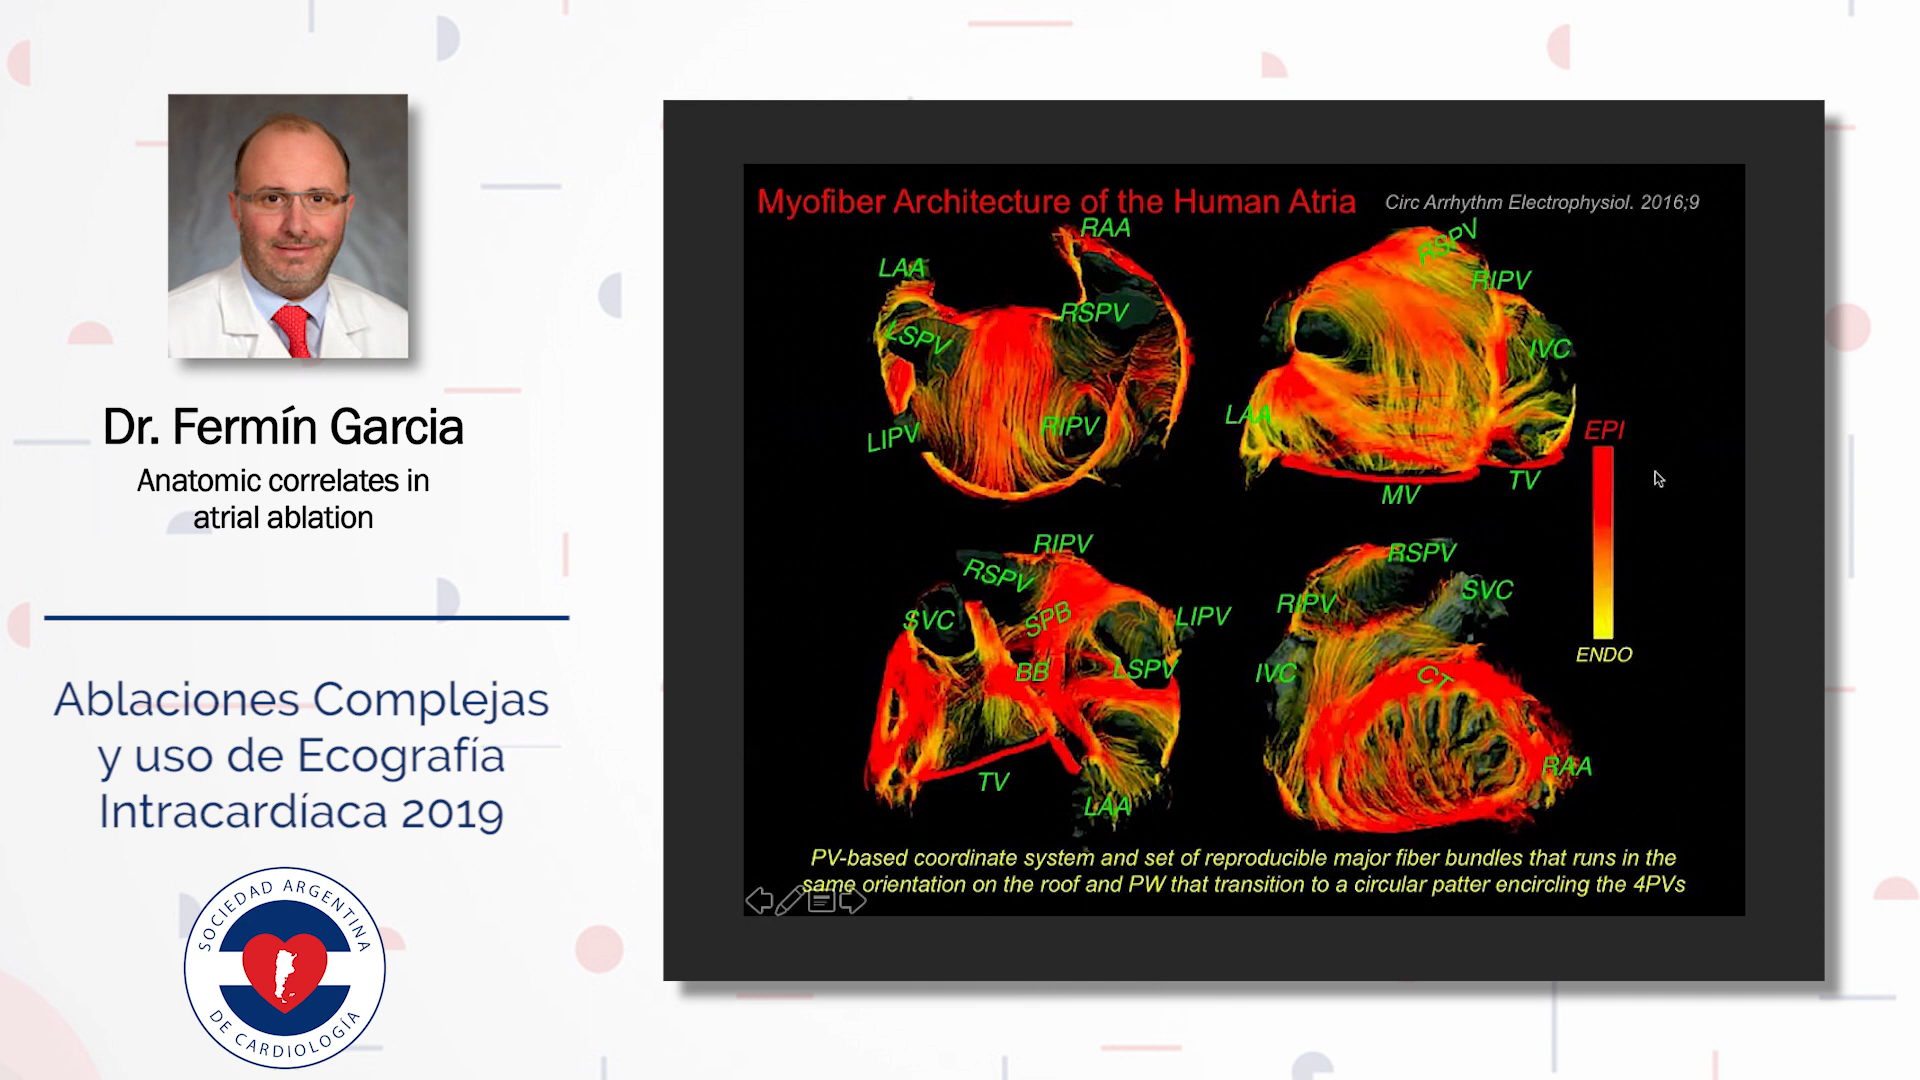 Dr. Fermín Garcia
Anatomic correlates in
atrial ablation
Ablaciones Complejas
y uso de Ecografía
Intracardíaca 2019
SOCIEDAD ARGENTINA
DE CARDIOLOGÍA
Myofiber Architecture of the Human Atria
Circ Arrhythm Electrophysiol. 2016;9
RAA
LAA
RSPV
LSPV
LIPV
RIPV
RSPV
RIPV
IVC
LAA
MV
TV
EPI
ENDO
RIPV
RSPV
SVC
SPB
LIPV
BB
LSPV
TV
LAA
RSPV
SVC
RIPV
IVC
CT
RAA
PV-based coordinate system and set of reproducible major fiber bundles that runs in the
same orientation on the roof and PW that transition to a circular patter encircling the 4PVs